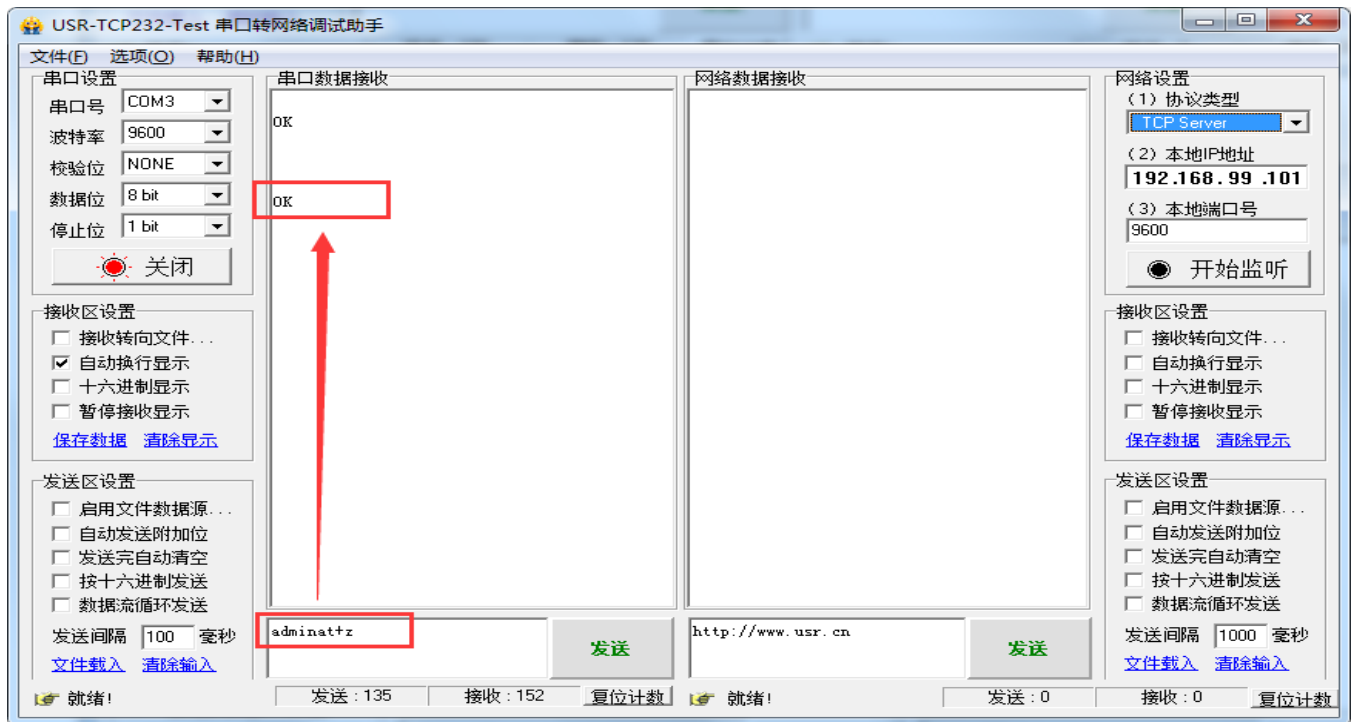 USR-TCP232-Test 串口转网络调试助手
文件(F) 选项(O) 帮助(H)
串口设置
串口号 COM3
波特率 9600
校验位 NONE
数据位 8 bit
停止位 1 bit
关闭
接收区设置
接收转向文件...
自动换行显示
十六进制显示
暂停接收显示
保存数据 清除显示
发送区设置
启用文件数据源...
自动发送附加位
发送完自动清空
按十六进制发送
数据流循环发送
发送间隔 100 毫秒
文件载入 清除输入
就绪!
串口数据接收
OK
OK
adminat+z
发送
发送:135 接收:152 复位计数
网络数据接收
http://www.usr.cn
发送
就绪! 发送:0 接收:0 复位计数
网络设置
(1) 协议类型
TCP Server
(2) 本地IP地址
192.168. 99 .101
(3) 本地端口号
9600
开始监听
接收区设置
接收转向文件...
自动换行显示
十六进制显示
暂停接收显示
保存数据 清除显示
发送区设置
启用文件数据源...
自动发送附加位
发送完自动清空
按十六进制发送
数据流循环发送
发送间隔 1000 毫秒
文件载入 清除输入